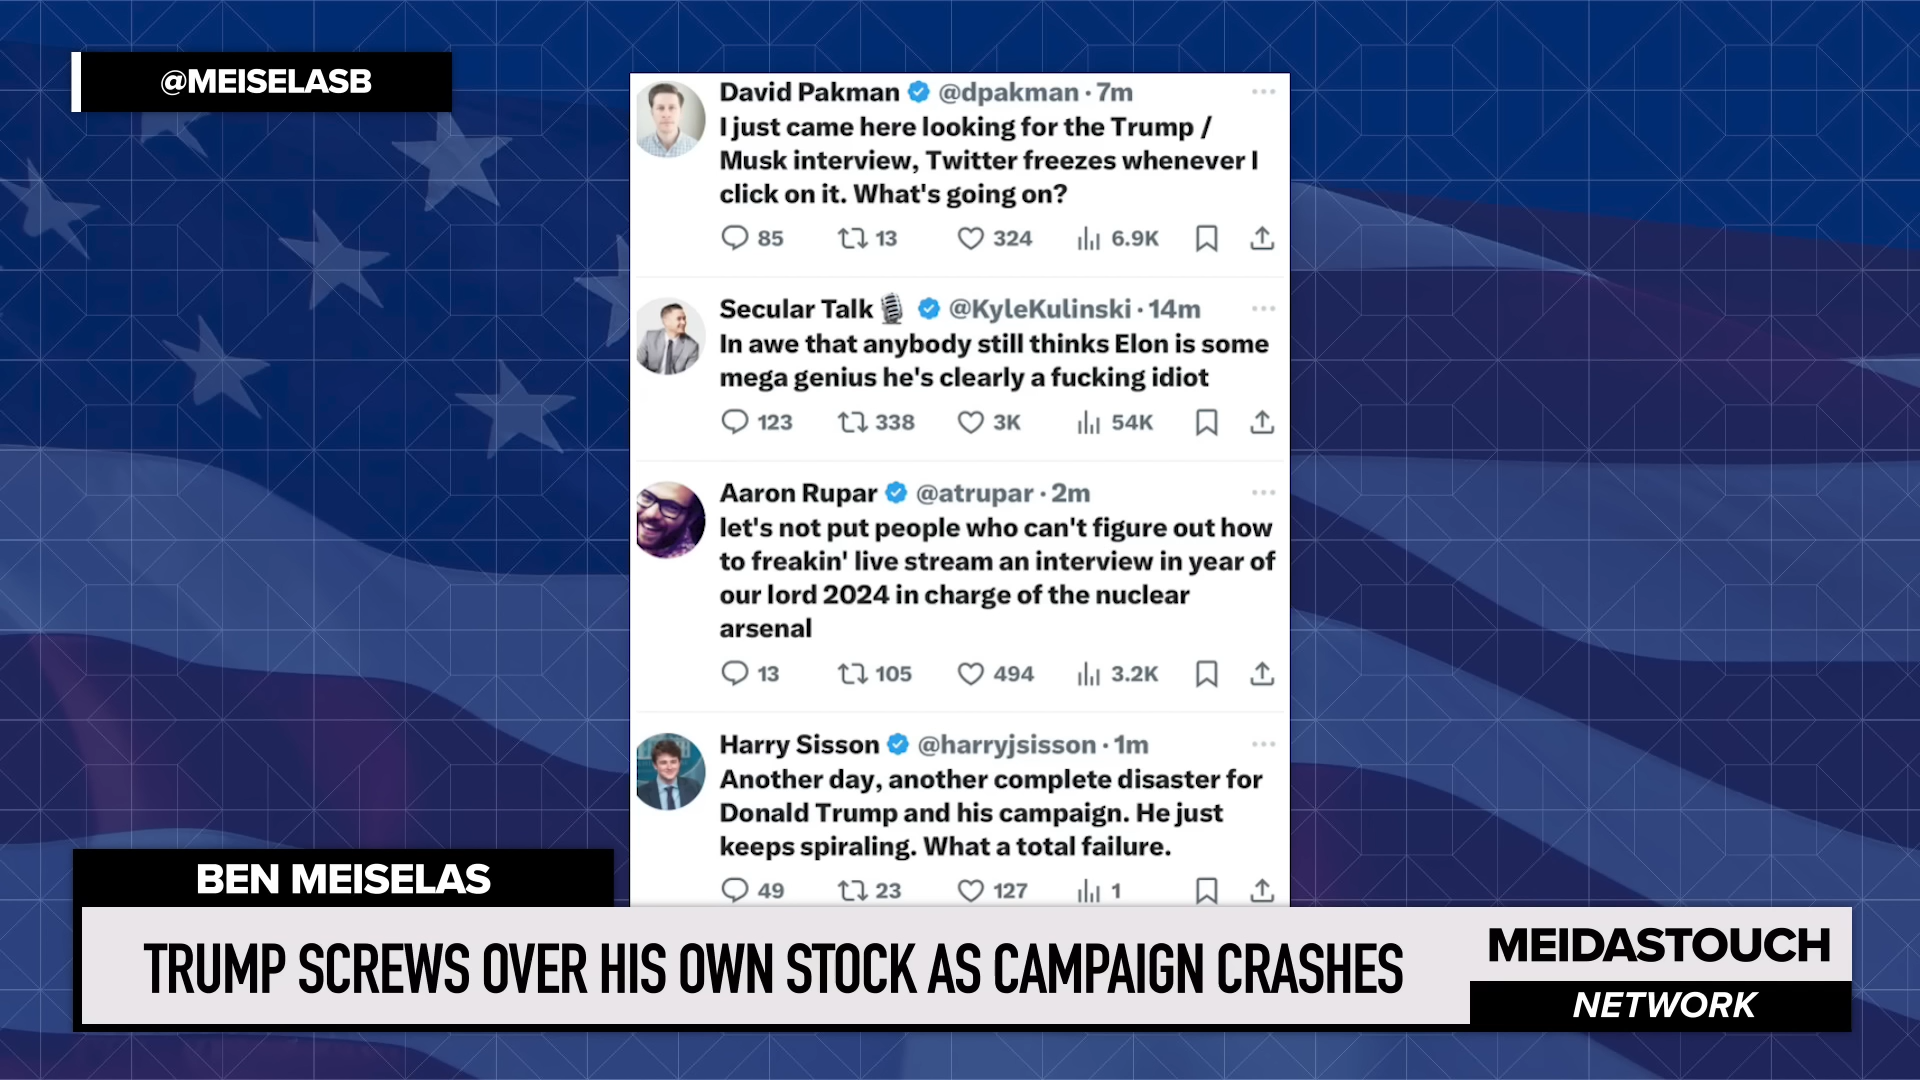 @MEISELASB
David Pakman @dpakman · 7m
I just came here looking for the Trump /
Musk interview, Twitter freezes whenever I
click on it. What's going on?
85 13 324 6.9K
Secular Talk @KyleKulinski · 14m
In awe that anybody still thinks Elon is some
mega genius he's clearly a fucking idiot
123 338 3K 54K
Aaron Rupar @atrupar · 2m
let's not put people who can't figure out how
to freakin' live stream an interview in year of
our lord 2024 in charge of the nuclear
arsenal
13 105 494 3.2K
Harry Sisson @harryjsisson · 1m
Another day, another complete disaster for
Donald Trump and his campaign. He just
keeps spiraling. What a total failure.
49 23 127 1
BEN MEISELAS
TRUMP SCREWS OVER HIS OWN STOCK AS CAMPAIGN CRASHES
MEIDASTOUCH
NETWORK